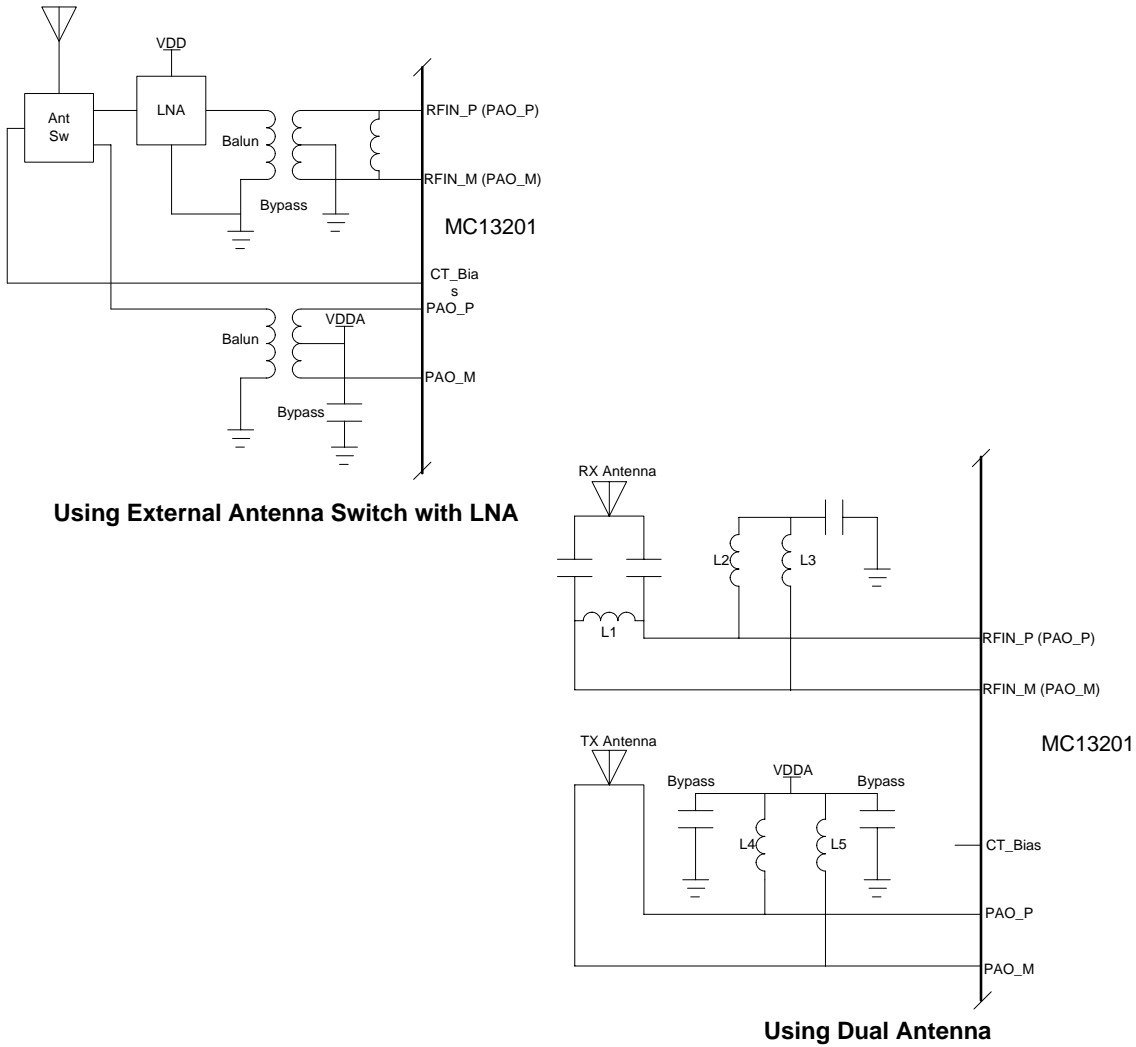 VDD
Ant
Sw
LNA
Balun
RFIN_P (PAO_P)
RFIN_M (PAO_M)
Bypass
MC13201
CT_Bia
s
PAO_P
VDDA
Balun
PAO_M
Bypass
Using External Antenna Switch with LNA
RX Antenna
L2
L3
L1
RFIN_P (PAO_P)
RFIN_M (PAO_M)
MC13201
TX Antenna
Bypass
VDDA
Bypass
L4
L5
CT_Bias
PAO_P
PAO_M
Using Dual Antenna